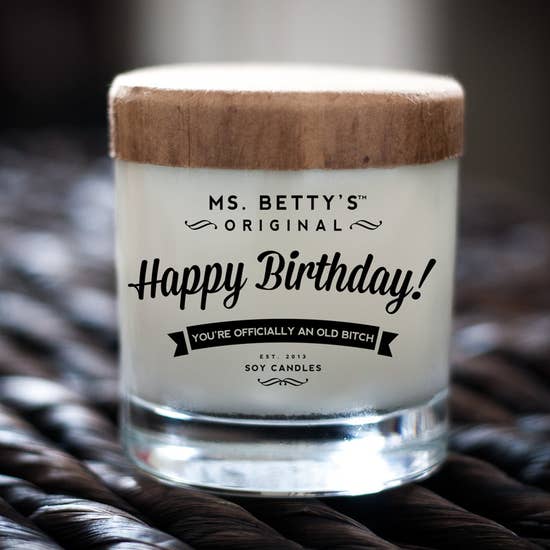 MS. BETTY'S™
ORIGINAL
Happy Birthday!
YOU'RE OFFICIALLY AN OLD BITCH
EST. 2013
SOY CANDLES